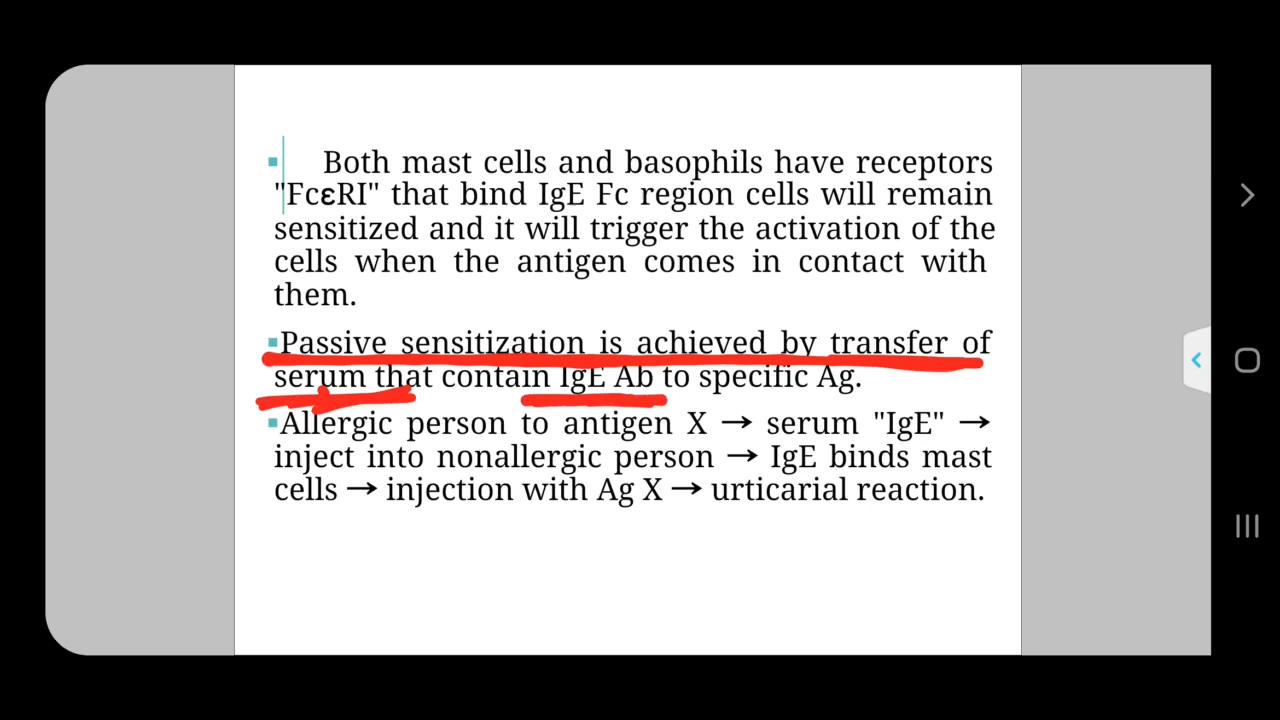 Both mast cells and basophils have receptors
"FcεRI" that bind IgE Fc region cells will remain
sensitized and it will trigger the activation of the
cells when the antigen comes in contact with
them.
Passive sensitization is achieved by transfer of
serum that contain IgE Ab to specific Ag.
Allergic person to antigen X → serum "IgE" →
inject into nonallergic person → IgE binds mast
cells → injection with Ag X → urticarial reaction.